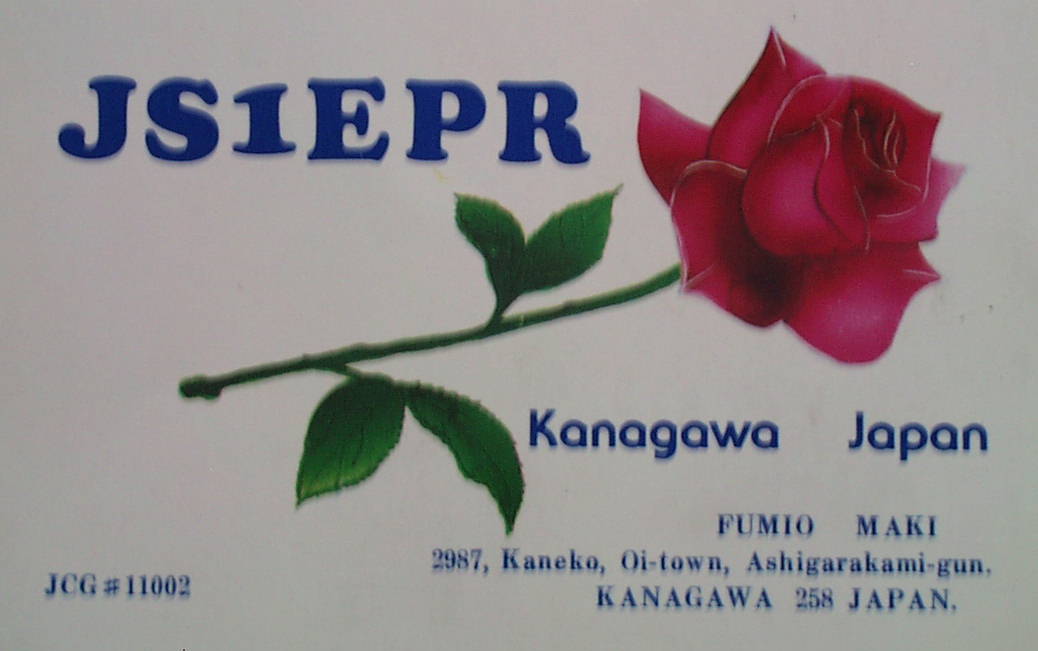 JS1EPR
Kanagawa Japan
FUMIO MAKI
2987, Kaneko, Oi-town, Ashigarakami-gun.
KANAGAWA 258 JAPAN.
JCG#11002